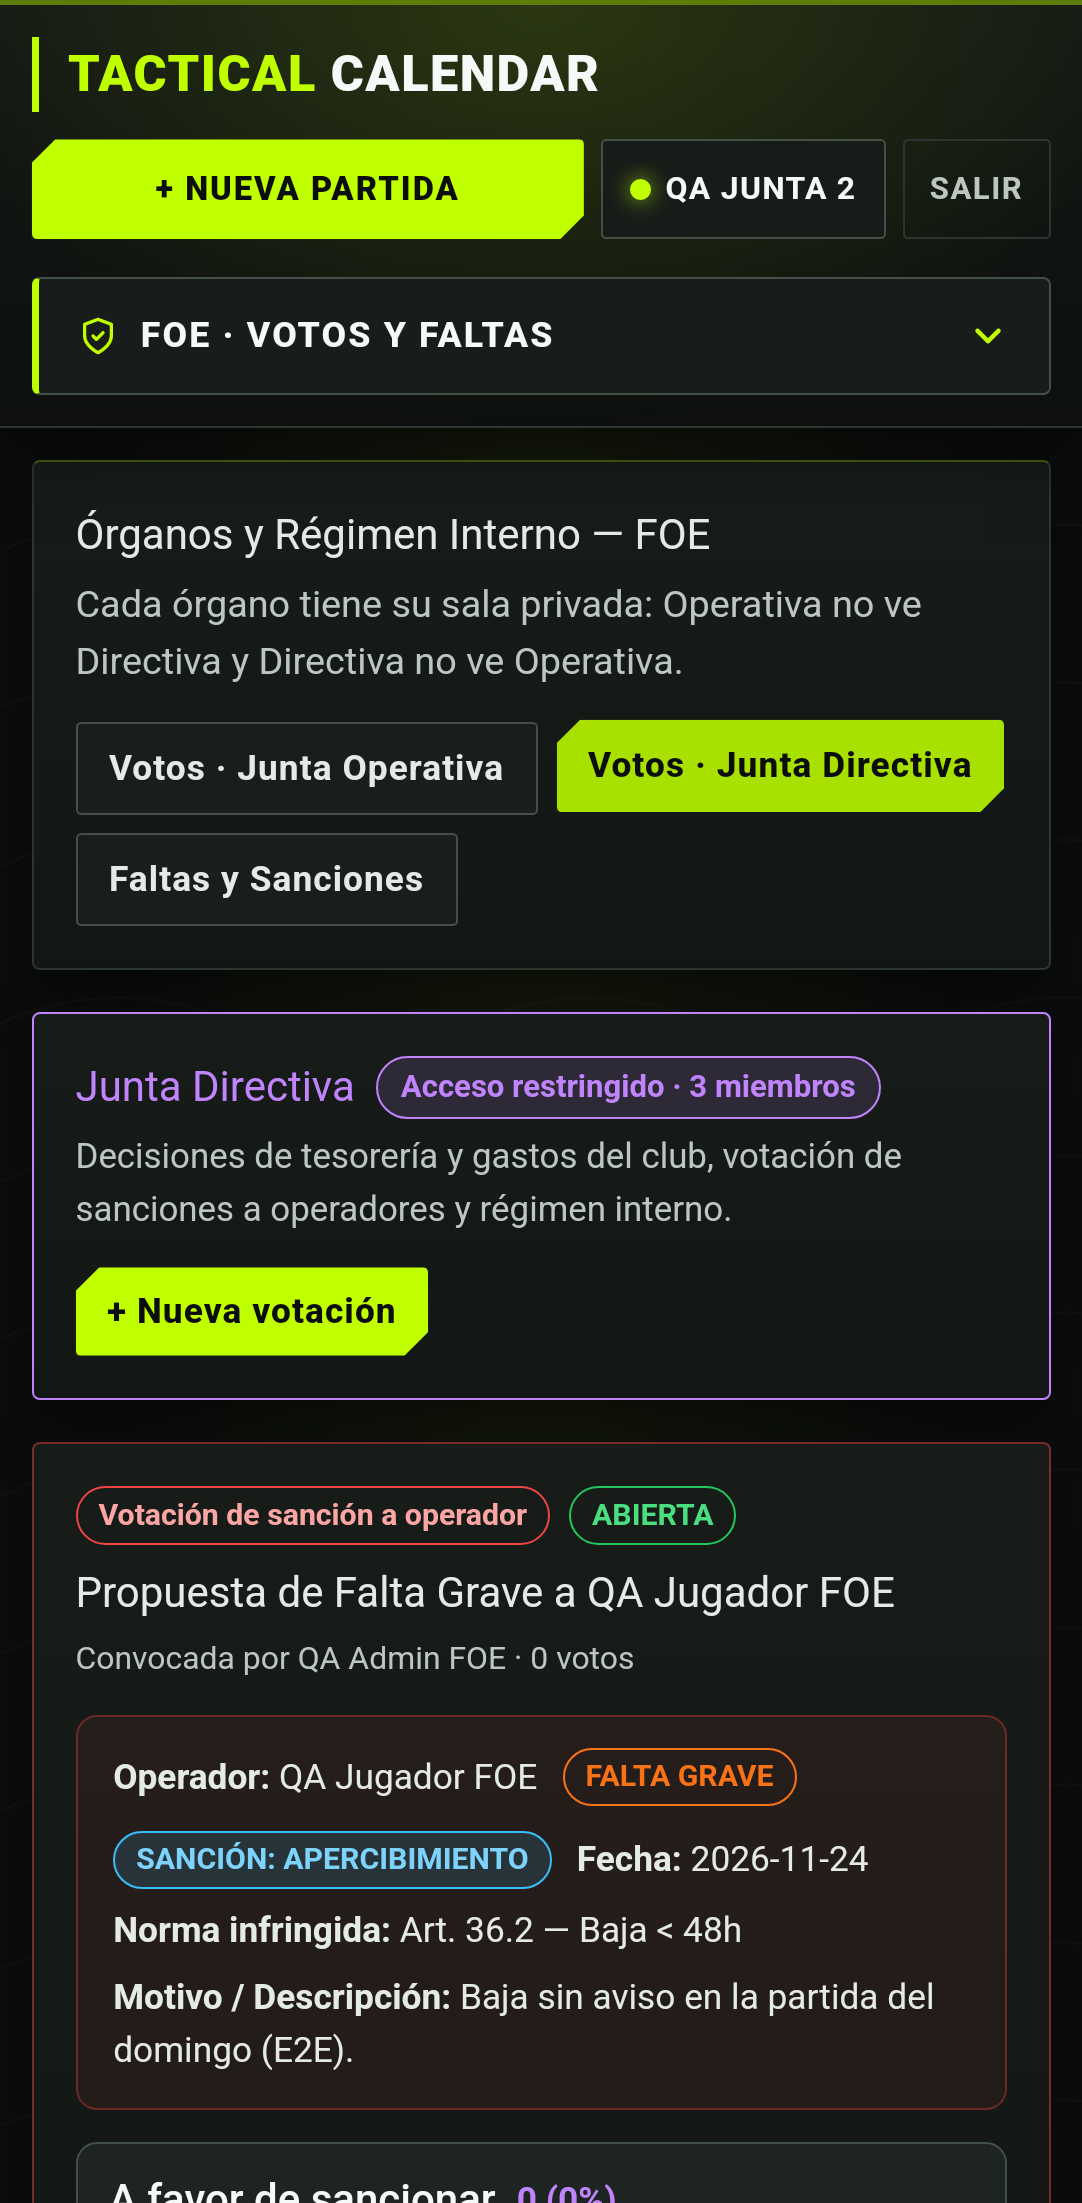 TACTICAL CALENDAR
+ NUEVA PARTIDA
QA JUNTA 2
SALIR
FOE · VOTOS Y FALTAS
Órganos y Régimen Interno — FOE
Cada órgano tiene su sala privada: Operativa no ve
Directiva y Directiva no ve Operativa.
Votos · Junta Operativa
Votos · Junta Directiva
Faltas y Sanciones
Junta Directiva
Acceso restringido · 3 miembros
Decisiones de tesorería y gastos del club, votación de
sanciones a operadores y régimen interno.
+ Nueva votación
Votación de sanción a operador
ABIERTA
Propuesta de Falta Grave a QA Jugador FOE
Convocada por QA Admin FOE · 0 votos
Operador: QA Jugador FOE
FALTA GRAVE
SANCIÓN: APERCIBIMIENTO
Fecha: 2026-11-24
Norma infringida: Art. 36.2 — Baja < 48h
Motivo / Descripción: Baja sin aviso en la partida del
domingo (E2E).
A favor de sancionar 0 (0%)